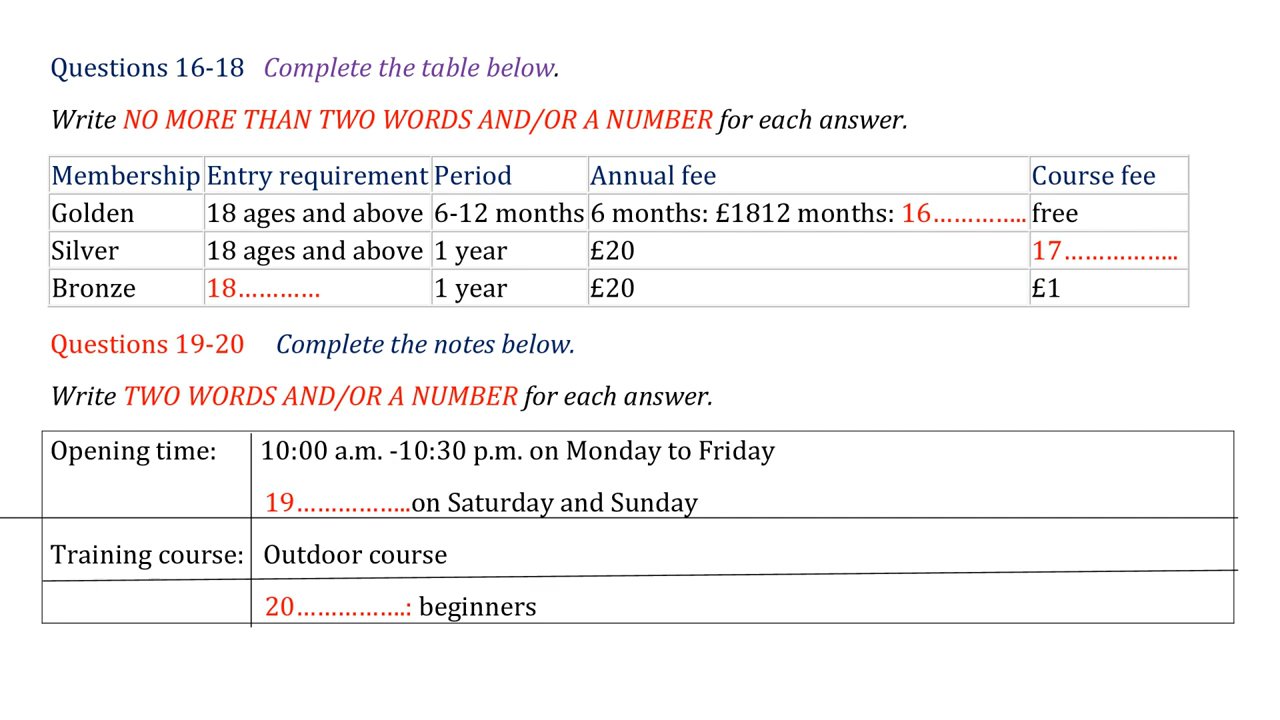 Questions 16-18 Complete the table below.
Write NO MORE THAN TWO WORDS AND/OR A NUMBER for each answer.
Membership Entry requirement Period Annual fee Course fee
Golden 18 ages and above 6-12 months 6 months: £1812 months: 16………….. free
Silver 18 ages and above 1 year £20 17……………..
Bronze 18………… 1 year £20 £1
Questions 19-20 Complete the notes below.
Write TWO WORDS AND/OR A NUMBER for each answer.
Opening time: 10:00 a.m. -10:30 p.m. on Monday to Friday
19……………..on Saturday and Sunday
Training course: Outdoor course
20…………….: beginners